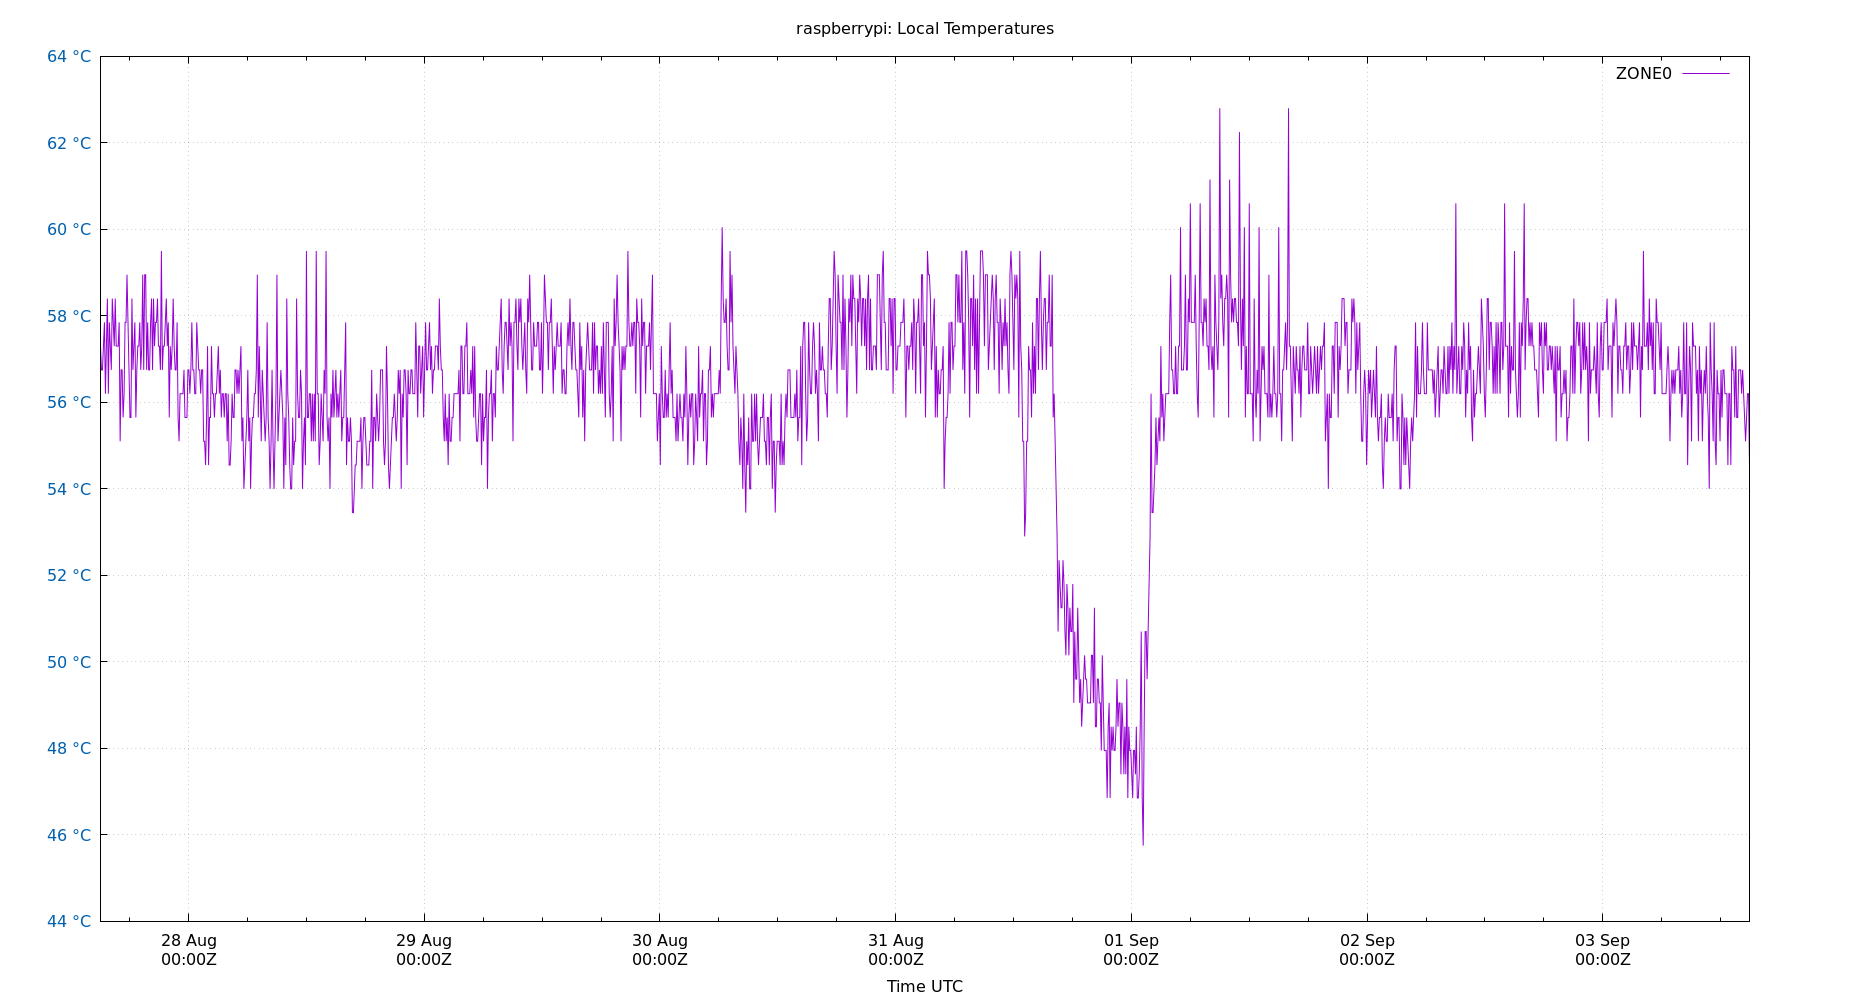 raspberrypi: Local Temperatures
64 °C
ZONE0
62 °C
60 °C
58 °C
56 °C
54 °C
52 °C
50 °C
48 °C
46 °C
44 °C
28 Aug 29 Aug 30 Aug 31 Aug 01 Sep 02 Sep 03 Sep
00:00Z 00:00Z 00:00Z 00:00Z 00:00Z 00:00Z 00:00Z
Time UTC